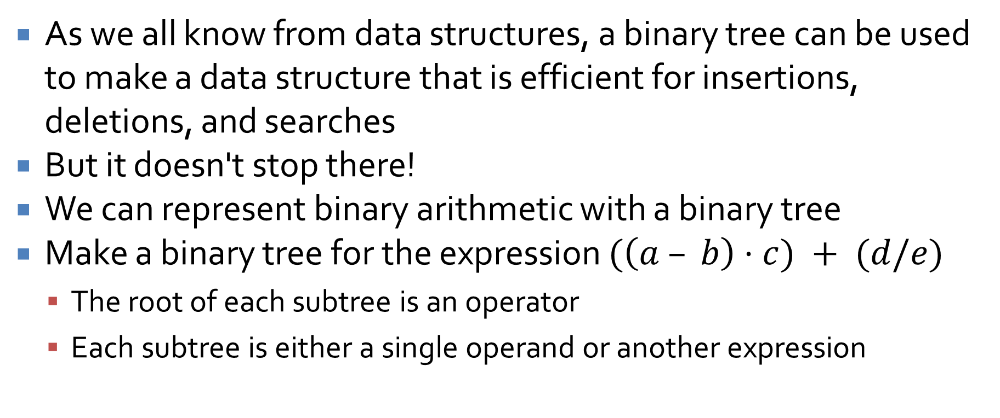 As we all know from data structures, a binary tree can be used
to make a data structure that is efficient for insertions,
deletions, and searches
But it doesn't stop there!
We can represent binary arithmetic with a binary tree
Make a binary tree for the expression ((a – b) · c) + (d/e)
The root of each subtree is an operator
Each subtree is either a single operand or another expression